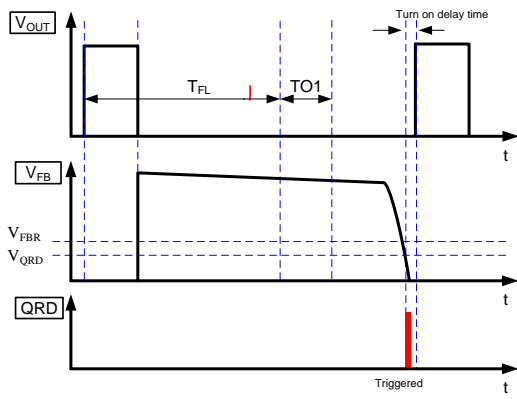 Turn on delay time
VOUT
TFL
TO1
t
VFB
VFBR
VQRD
t
QRD
Triggered
t